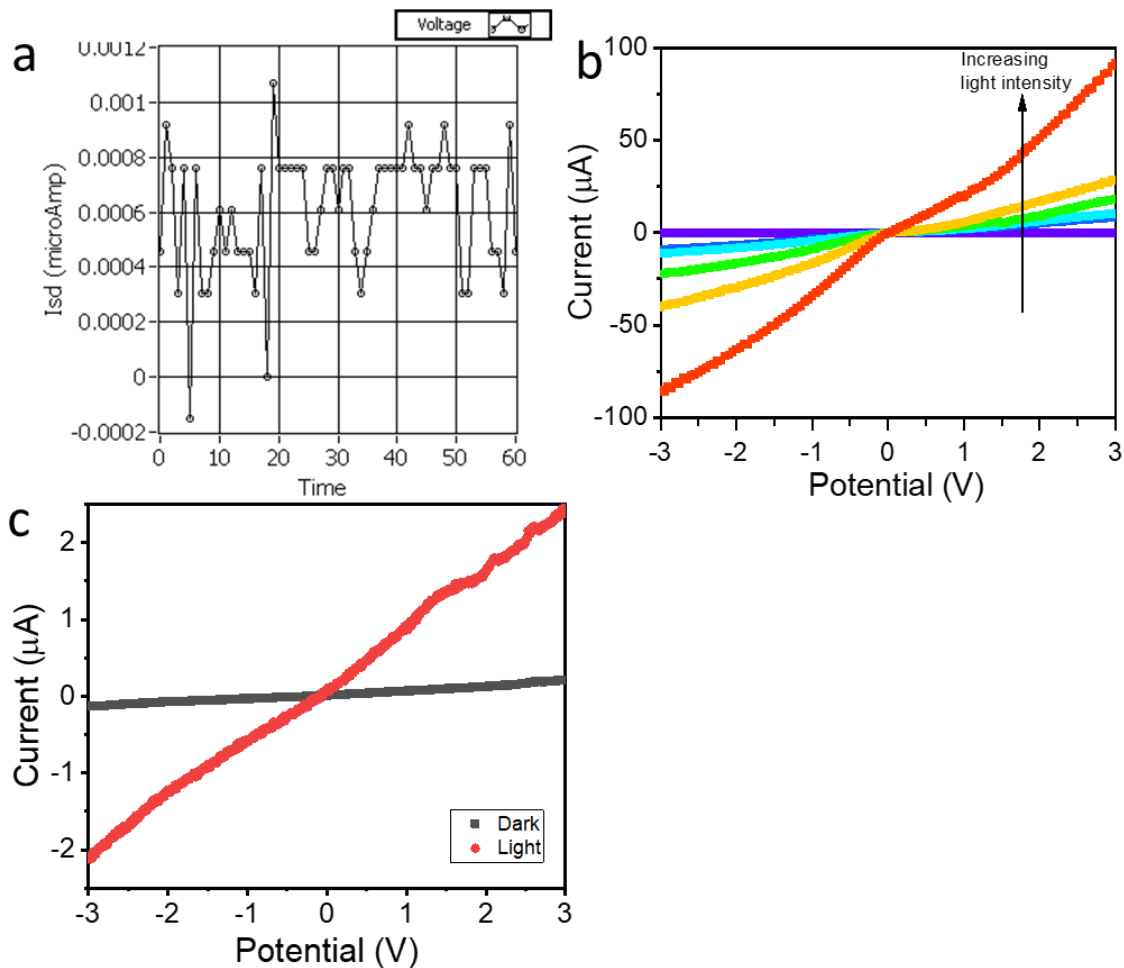 a
Voltage
0.0012
0.001
0.0008
0.0006
0.0004
0.0002
0
-0.0002
Isd (microAmp)
0 10 20 30 40 50 60
Time
b
Increasing
light intensity
100
50
0
-50
-100
Current (μA)
-3 -2 -1 0 1 2 3
Potential (V)
c
2
1
0
-1
-2
Current (μA)
Dark
Light
-3 -2 -1 0 1 2 3
Potential (V)